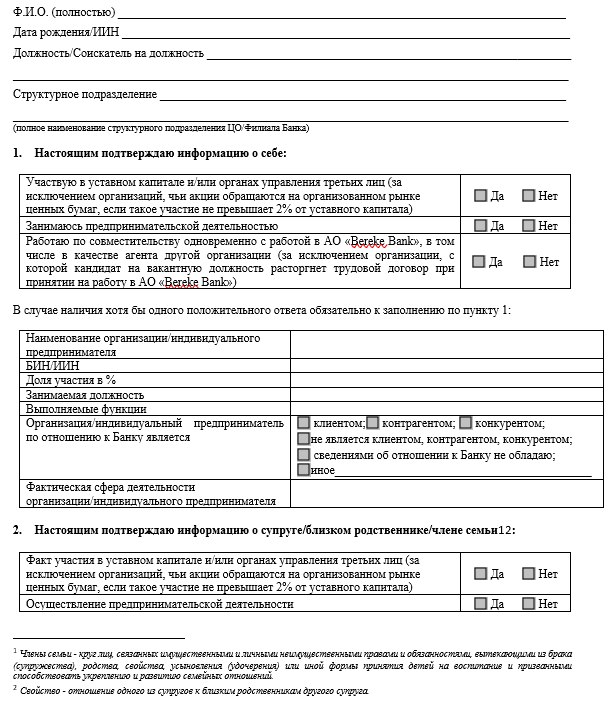 Ф.И.О. (полностью) ___
Дата рождения/ИИН ___
Должность/Соискатель на должность ___
Структурное подразделение ___
(полное наименование структурного подразделения ЦО/Филиала Банка)
1. Настоящим подтверждаю информацию о себе:
Участвую в уставном капитале и/или органах управления третьих лиц (за
исключением организаций, чьи акции обращаются на организованном рынке
ценных бумаг, если такое участие не превышает 2% от уставного капитала)
Да Нет
Занимаюсь предпринимательской деятельностью
Да Нет
Работаю по совместительству одновременно с работой в АО «Bereke Bank», в том
числе в качестве агента другой организации (за исключением организации, с
которой кандидат на вакантную должность расторгнет трудовой договор при
принятии на работу в АО «Bereke Bank»)
Да Нет
В случае наличия хотя бы одного положительного ответа обязательно к заполнению по пункту 1:
Наименование организации/индивидуального
предпринимателя
БИН/ИИН
Доля участия в %
Занимаемая должность
Выполняемые функции
Организация/индивидуальный предприниматель
по отношению к Банку является
клиентом; контрагентом; конкурентом;
не является клиентом, контрагентом, конкурентом;
сведениями об отношении к Банку не обладаю;
иное___
Фактическая сфера деятельности
организации/индивидуального предпринимателя
2. Настоящим подтверждаю информацию о супруге/близком родственнике/члене семьи12:
Факт участия в уставном капитале и/или органах управления третьих лиц (за
исключением организаций, чьи акции обращаются на организованном рынке
ценных бумаг, если такое участие не превышает 2% от уставного капитала)
Да Нет
Осуществление предпринимательской деятельности
Да Нет
1 Члены семьи - круг лиц, связанных имущественными и личными неимущественными правами и обязанностями, вытекающими из брака
(супружества), родства, свойства, усыновления (удочерения) или иной формы принятия детей на воспитание и призванными
способствовать укреплению и развитию семейных отношений.
2 Свойство - отношение одного из супругов к близким родственникам другого супруга.